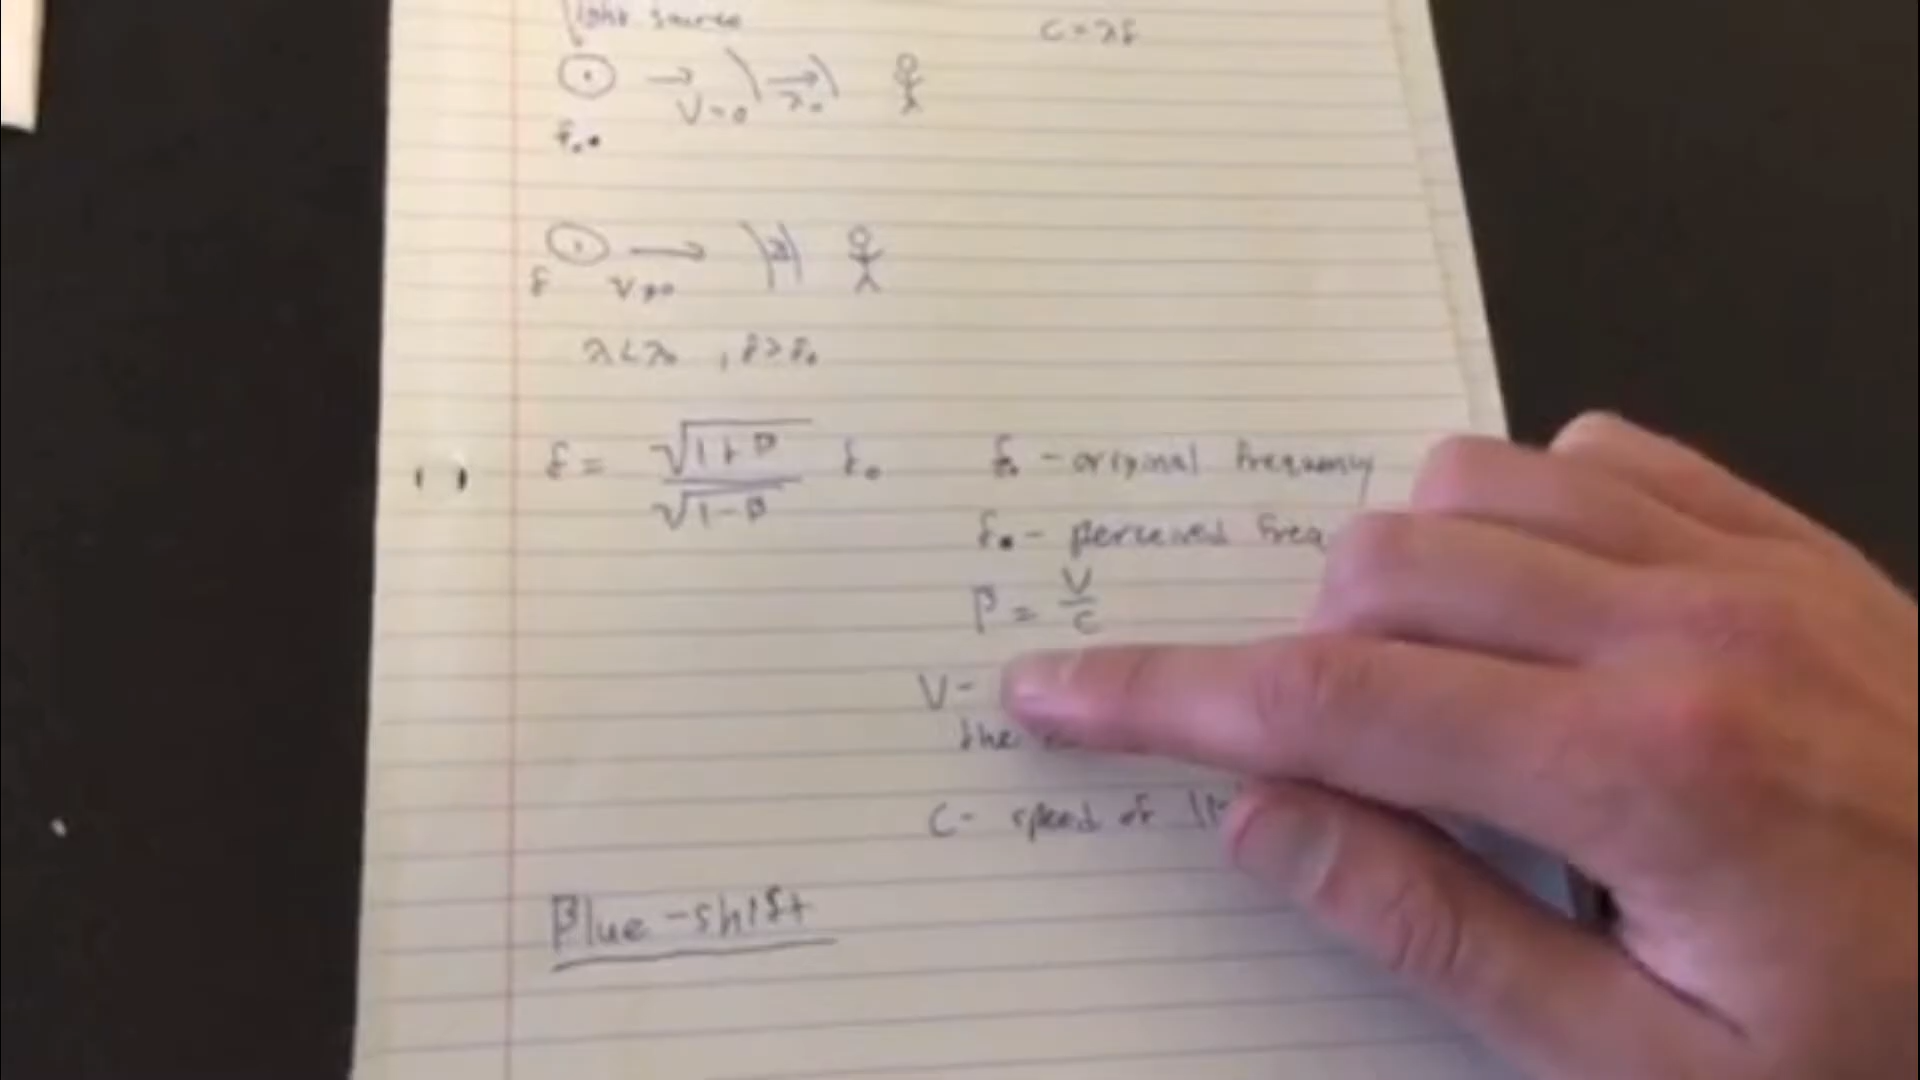 light source
c = λf
v = 0 λ₀
f₀
λ
f v > 0
λ < λ₀ , f > f₀
f = √(1+β) / √(1-β) f₀
f₀ - original frequency
f - perceived freq
β = v/c
V -
the
C - speed of
Blue-shift